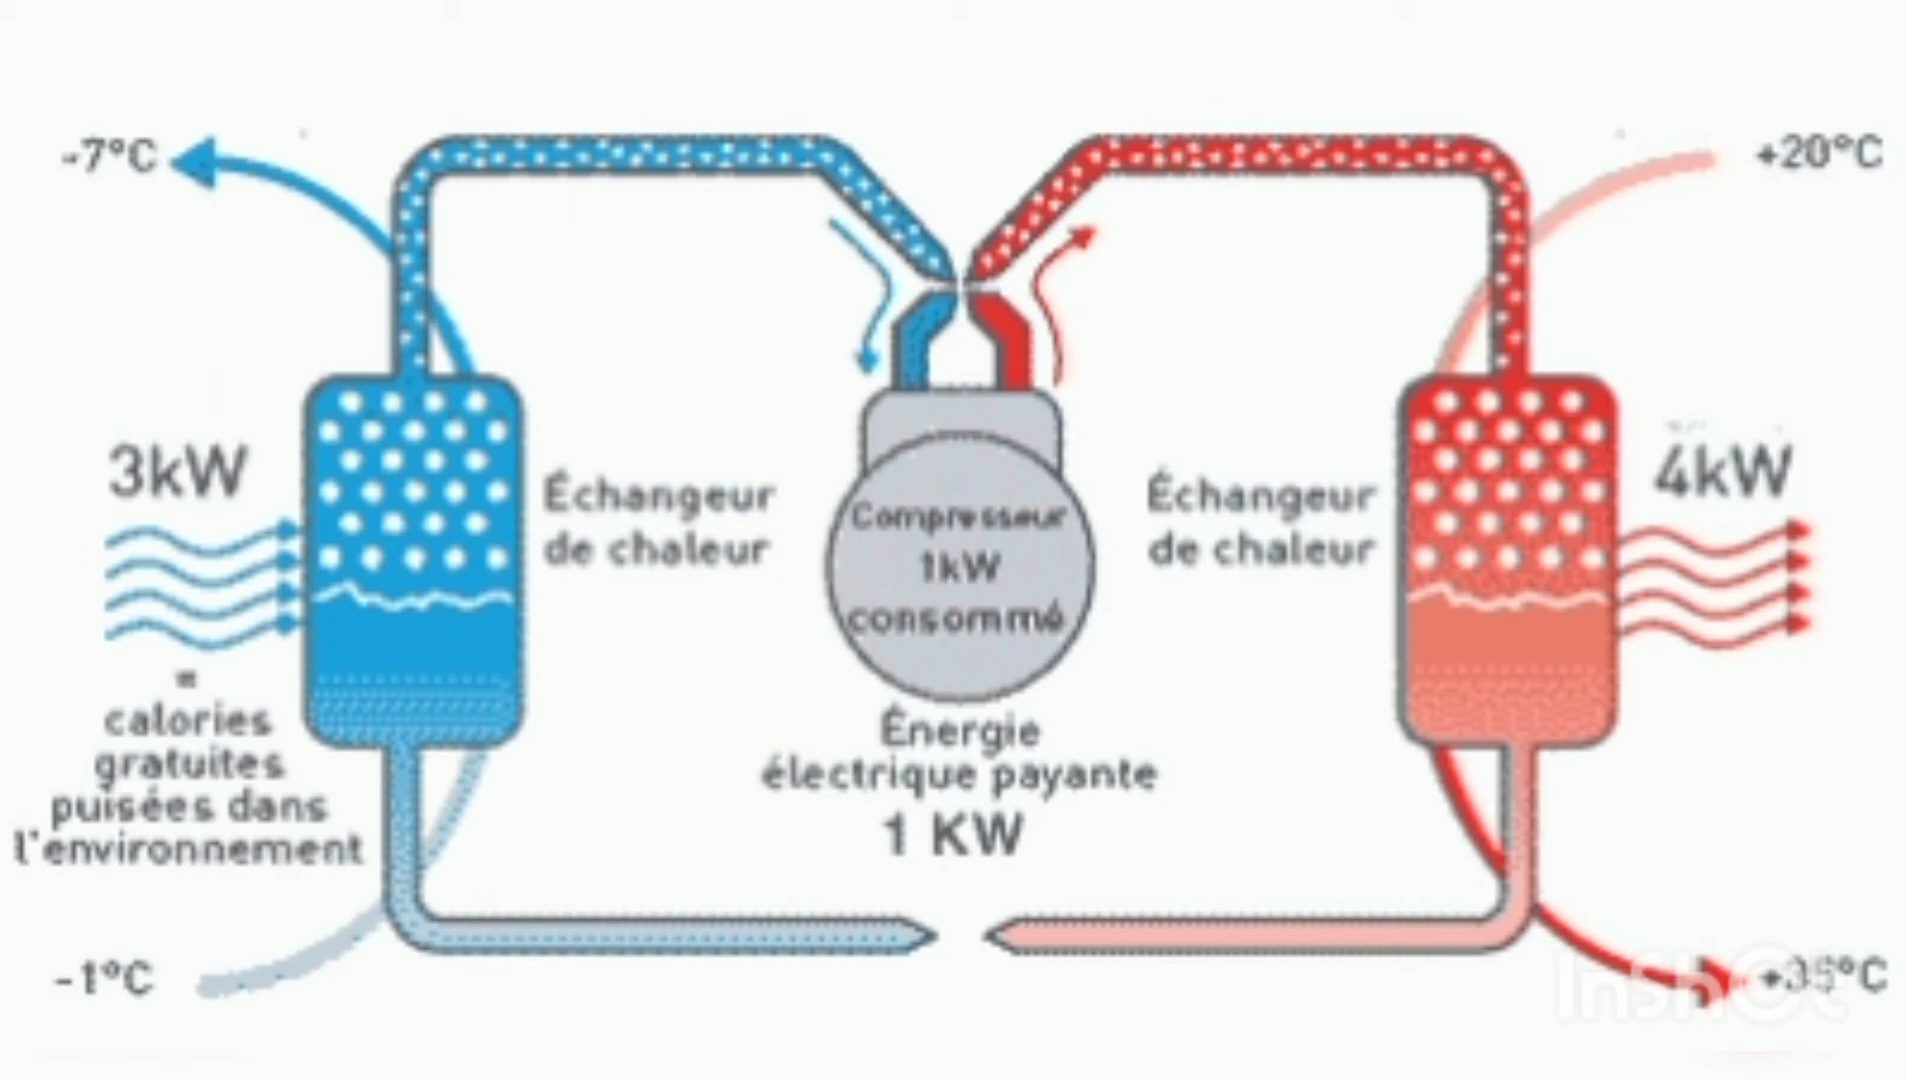 -7°C
+20°C
3kW
Échangeur
de chaleur
Compresseur
1kW
consommé
Échangeur
de chaleur
4kW
=
calories
gratuites
puisées dans
l'environnement
Énergie
électrique payante
1 KW
-1°C
+35°C
InShOt